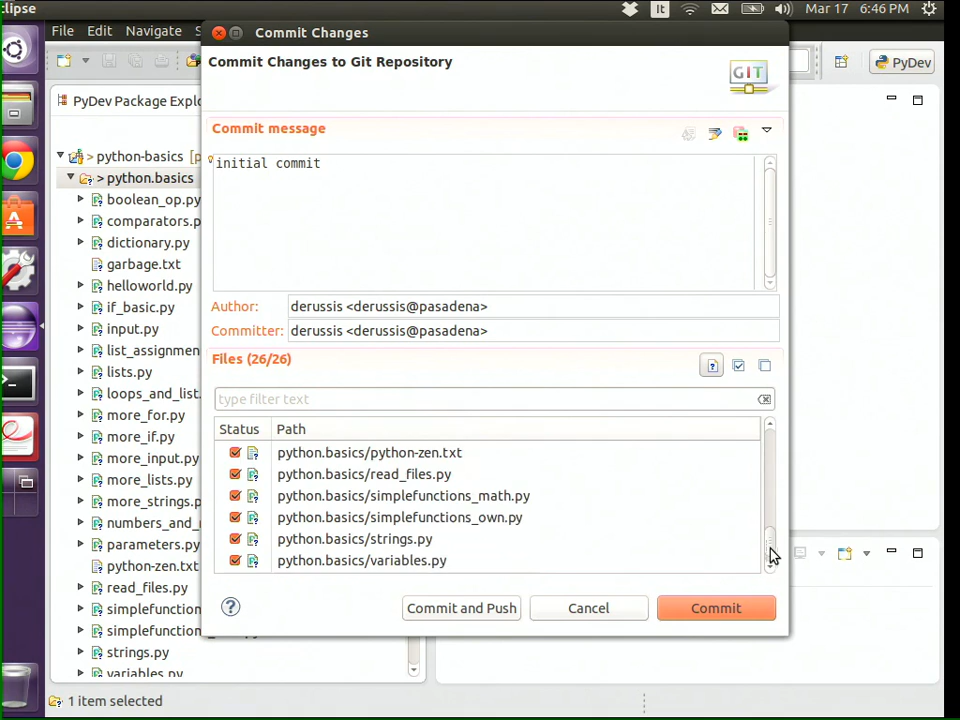 clipse
It
Mar 17
6:46 PM
Commit Changes
File
Edit
Navigate
Commit Changes to Git Repository
GIT
PyDev
PyDev Package Explo
Commit message
initial commit
> python-basics [p
> python.basics
boolean_op.py
comparators.p
dictionary.py
garbage.txt
helloworld.py
if_basic.py
input.py
list_assignmen
lists.py
loops_and_list.
more_for.py
more_if.py
more_input.py
more_lists.py
more_strings.p
numbers_and_
parameters.py
python-zen.txt
read_files.py
simplefunction
simplefunction
strings.py
variables.py
Author:
derussis <derussis@pasadena>
Committer:
derussis <derussis@pasadena>
Files (26/26)
type filter text
Status
Path
python.basics/python-zen.txt
python.basics/read_files.py
python.basics/simplefunctions_math.py
python.basics/simplefunctions_own.py
python.basics/strings.py
python.basics/variables.py
Commit and Push
Cancel
Commit
1 item selected